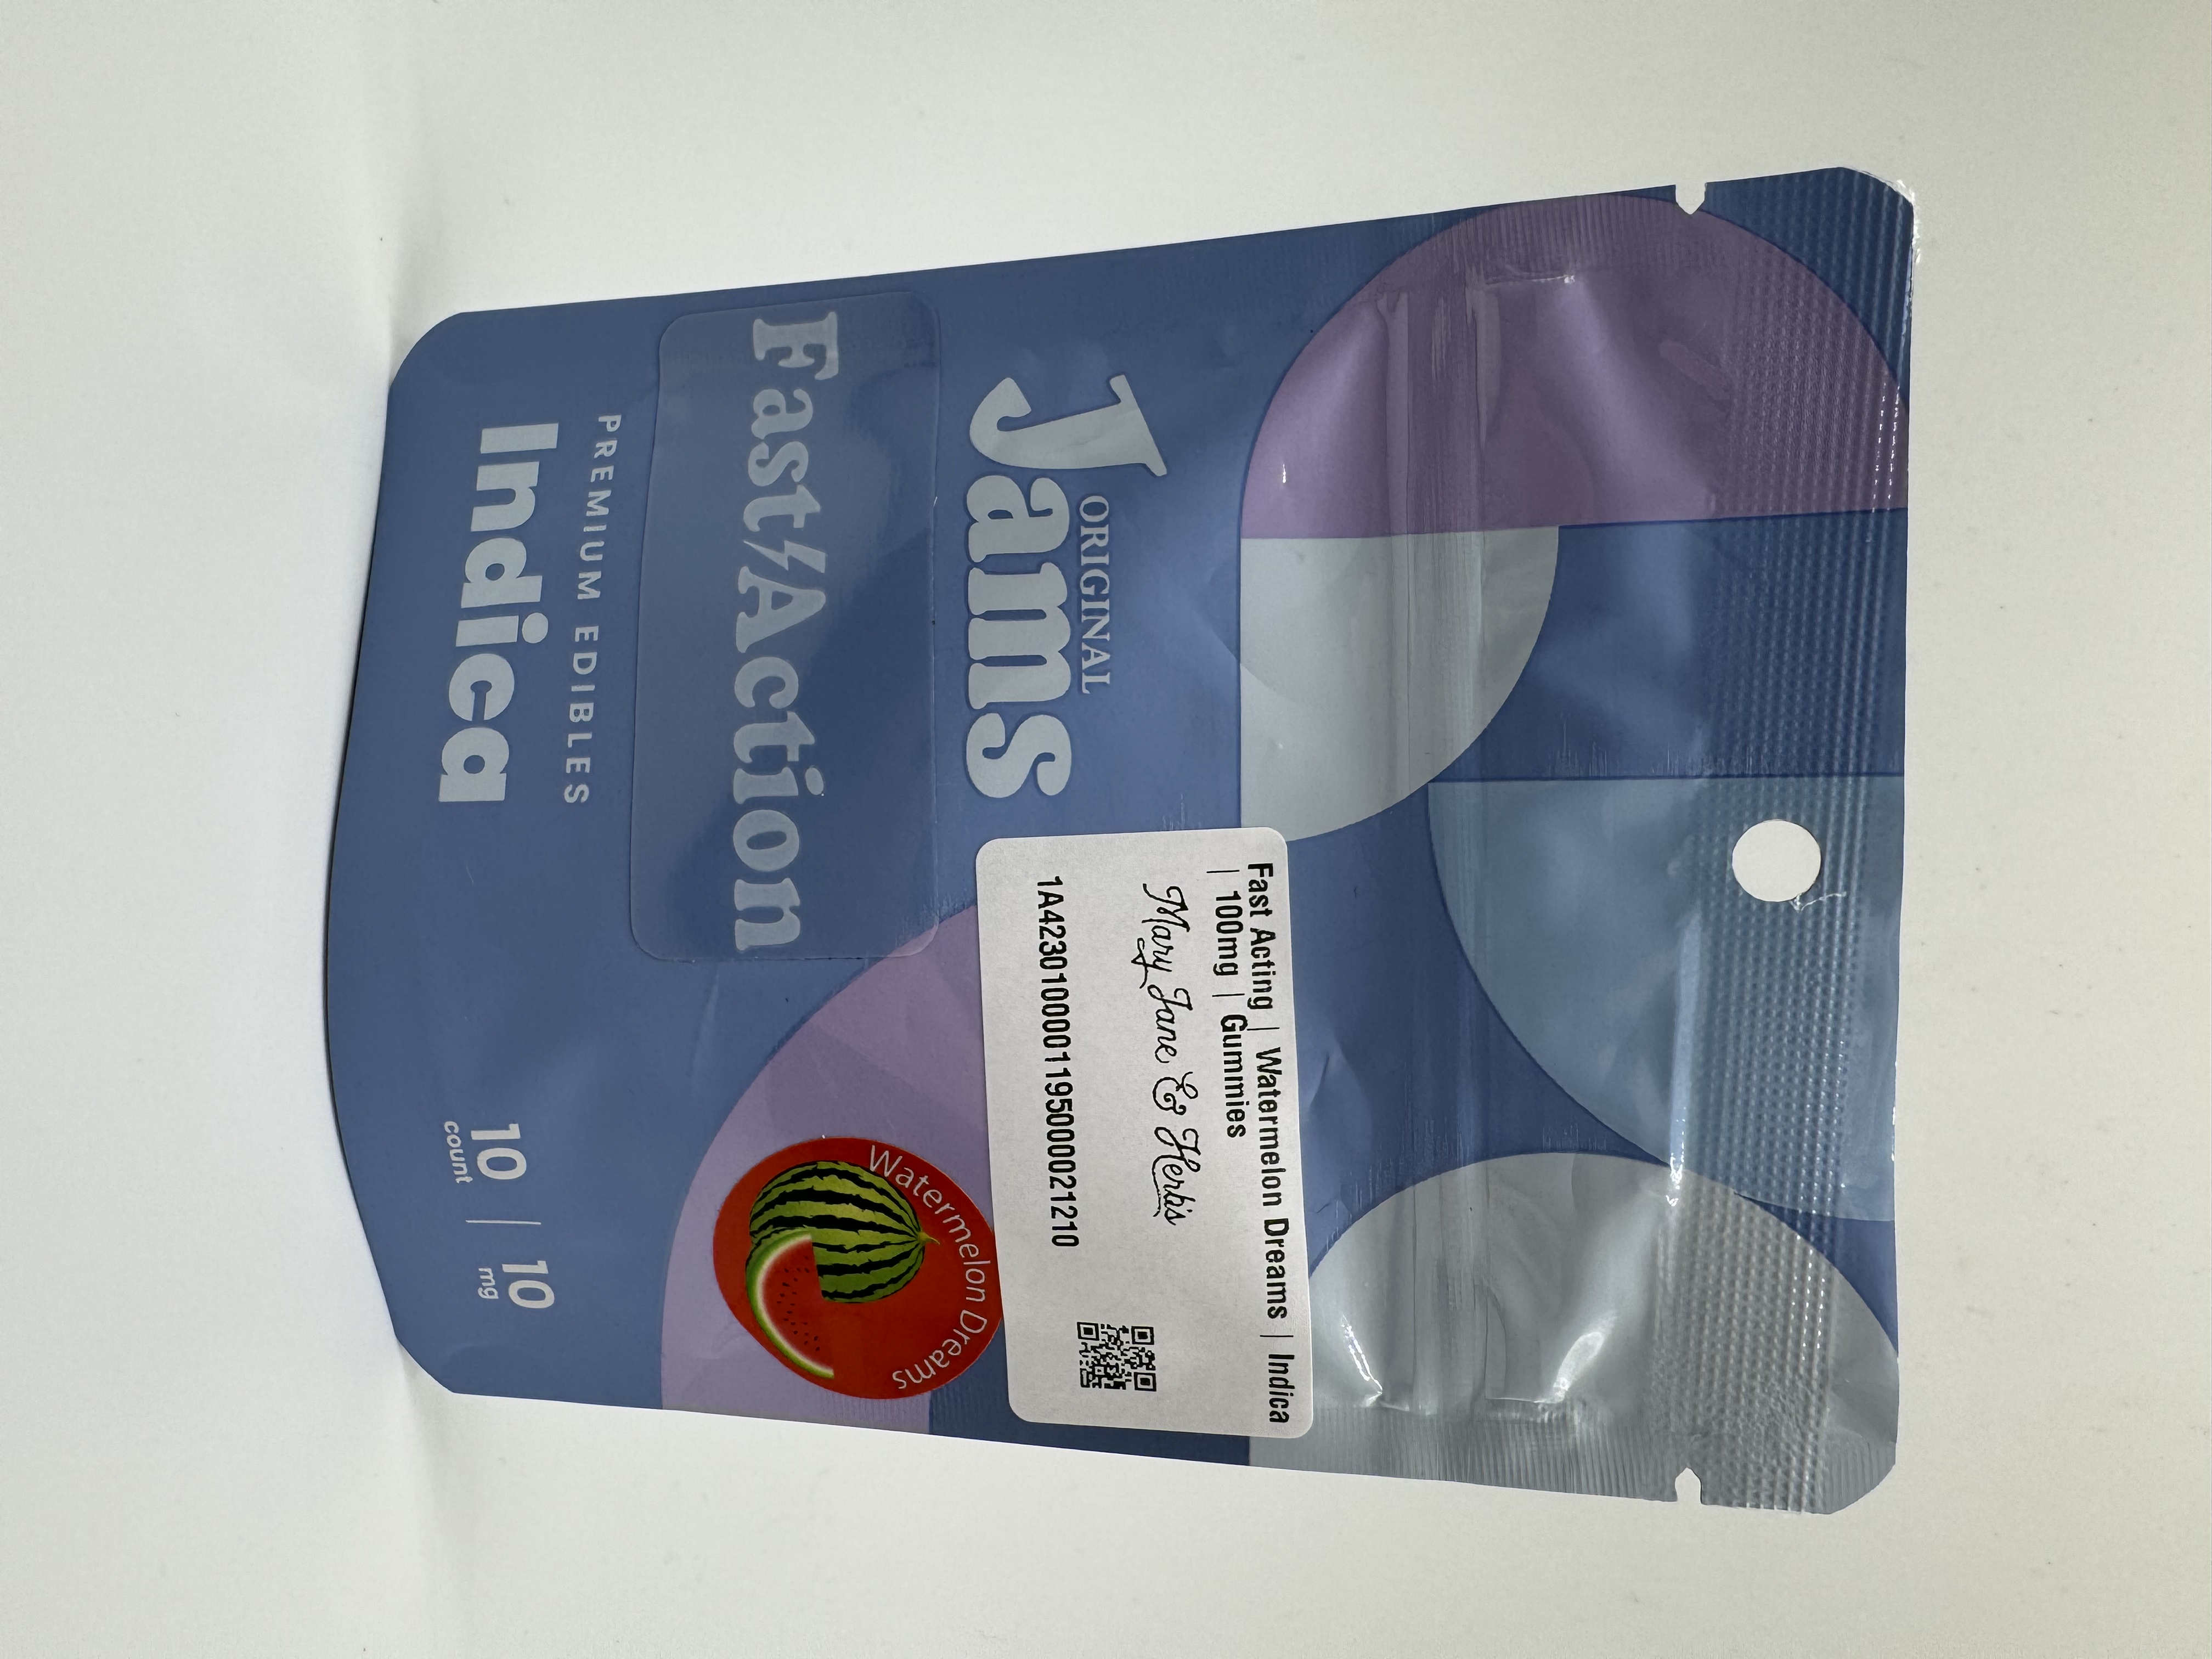 Fast Acting | Watermelon Dreams | Indica
| 100mg | Gummies
Mary Jane & Herb's
1A4230100001195000021210
ORIGINAL
Jams
Fast Action
PREMIUM EDIBLES
Indica
Watermelon Dreams
10 | 10
count mg